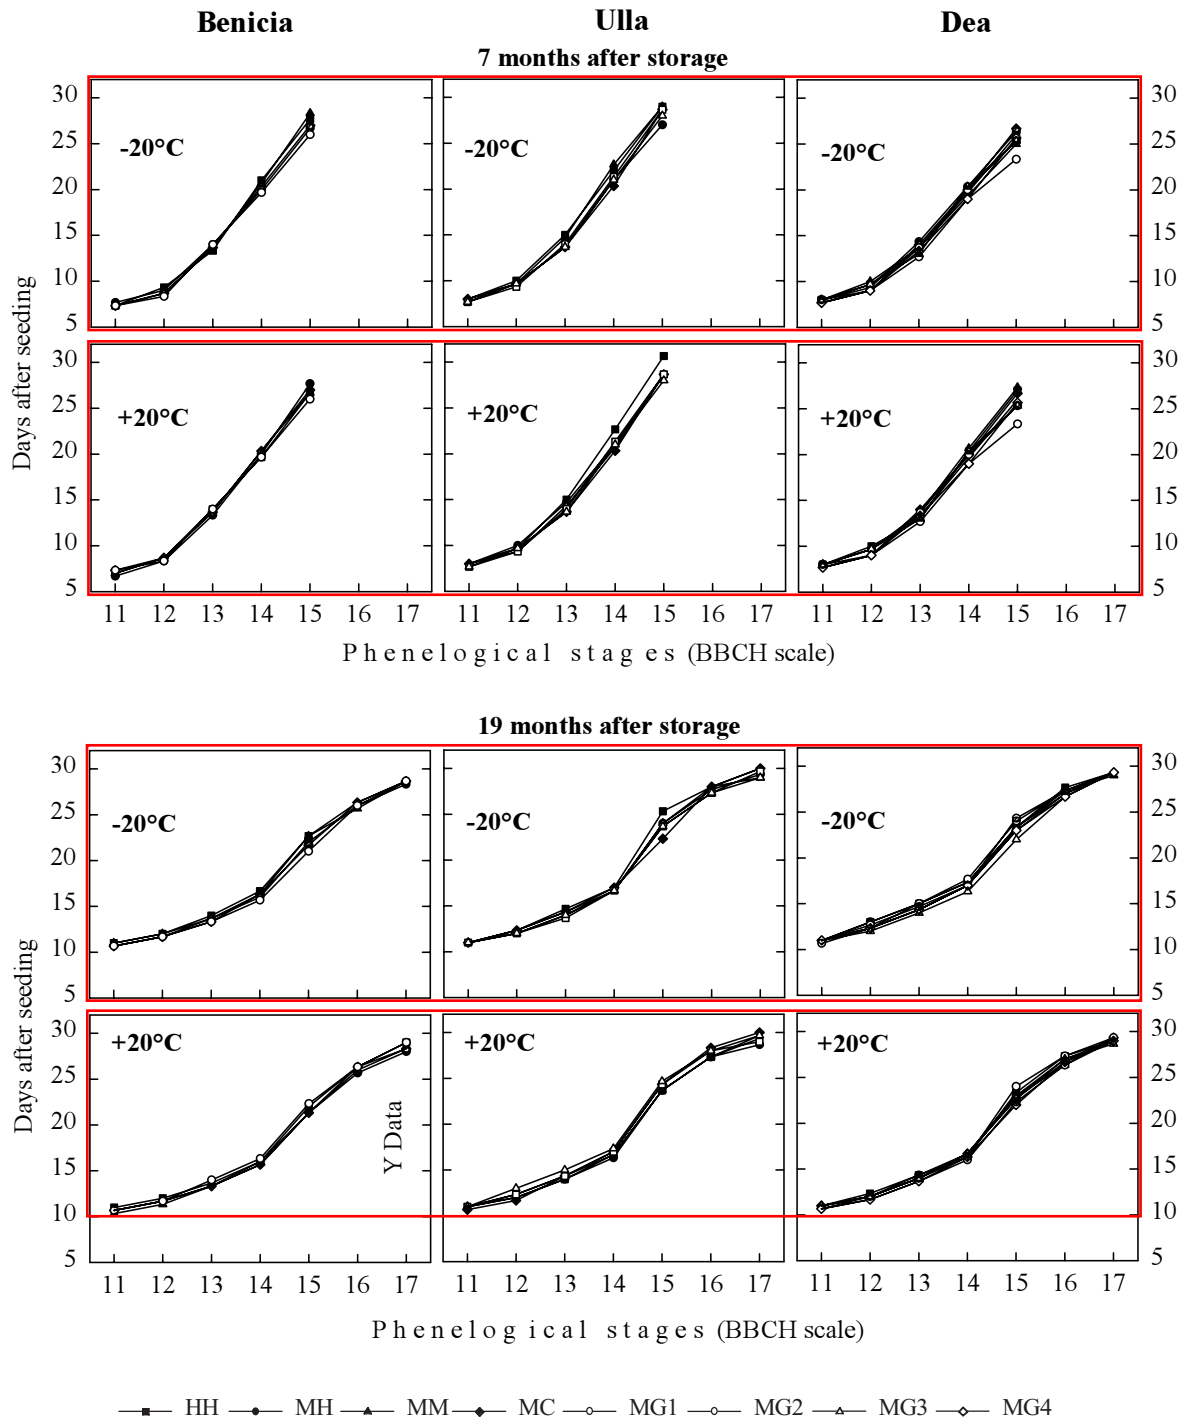 Benicia Ulla Dea
7 months after storage
30 30
25 -20°C -20°C -20°C 25
20 20
15 15
10 10
5 5
30 30
25 +20°C +20°C +20°C 25
20 20
15 15
10 10
5 5
Days after seeding
11 12 13 14 15 16 17 11 12 13 14 15 16 17 11 12 13 14 15 16 17
Phenelogical stages (BBCH scale)
19 months after storage
30 30
25 -20°C -20°C -20°C 25
20 20
15 15
10 10
5 5
Days after seeding
30 +20°C +20°C +20°C 30
25 25
20 20
15 15
10 10
5 5
Y Data
11 12 13 14 15 16 17 11 12 13 14 15 16 17 11 12 13 14 15 16 17
Phenelogical stages (BBCH scale)
HH MH MM MC MG1 MG2 MG3 MG4